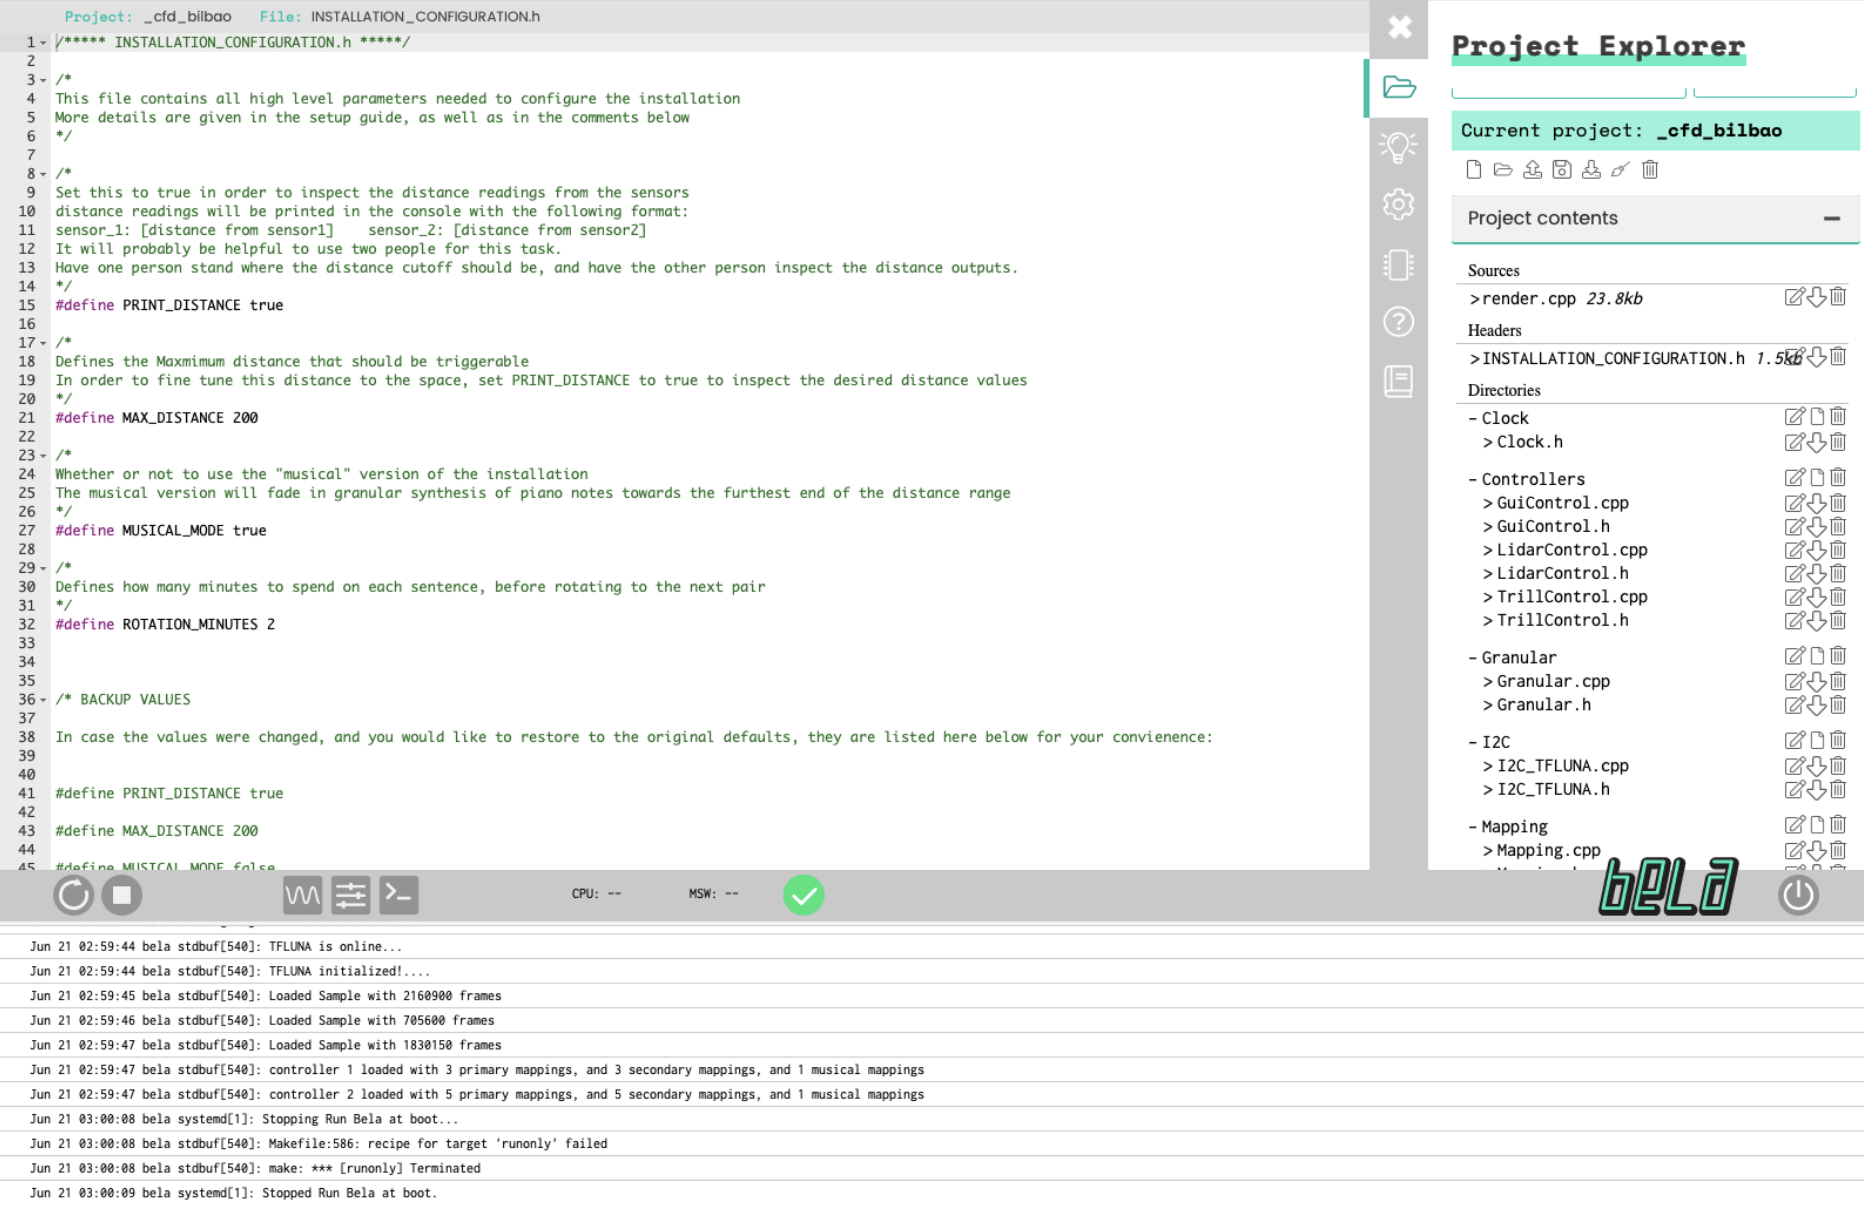 Project: _cfd_bilbao File: INSTALLATION_CONFIGURATION.h
1 /***** INSTALLATION_CONFIGURATION.h *****/
2
3 /*
4 This file contains all high level parameters needed to configure the installation
5 More details are given in the setup guide, as well as in the comments below
6 */
7
8 /*
9 Set this to true in order to inspect the distance readings from the sensors
10 distance readings will be printed in the console with the following format:
11 sensor_1: [distance from sensor1]    sensor_2: [distance from sensor2]
12 It will probably be helpful to use two people for this task.
13 Have one person stand where the distance cutoff should be, and have the other person inspect the distance outputs.
14 */
15 #define PRINT_DISTANCE true
16
17 /*
18 Defines the Maxmimum distance that should be triggerable
19 In order to fine tune this distance to the space, set PRINT_DISTANCE to true to inspect the desired distance values
20 */
21 #define MAX_DISTANCE 200
22
23 /*
24 Whether or not to use the "musical" version of the installation
25 The musical version will fade in granular synthesis of piano notes towards the furthest end of the distance range
26 */
27 #define MUSICAL_MODE true
28
29 /*
30 Defines how many minutes to spend on each sentence, before rotating to the next pair
31 */
32 #define ROTATION_MINUTES 2
33
34
35
36 /* BACKUP VALUES
37
38 In case the values were changed, and you would like to restore to the original defaults, they are listed here below for your convienence:
39
40
41 #define PRINT_DISTANCE true
42
43 #define MAX_DISTANCE 200
44
45 #define MUSICAL_MODE false
Project Explorer
Current project: _cfd_bilbao
Project contents
Sources
>render.cpp 23.8kb
Headers
>INSTALLATION_CONFIGURATION.h 1.5kb
Directories
- Clock
>Clock.h
- Controllers
>GuiControl.cpp
>GuiControl.h
>LidarControl.cpp
>LidarControl.h
>TrillControl.cpp
>TrillControl.h
- Granular
>Granular.cpp
>Granular.h
- I2C
>I2C_TFLUNA.cpp
>I2C_TFLUNA.h
- Mapping
>Mapping.cpp
CPU: -- MSW: --
bela
Jun 21 02:59:44 bela stdbuf[540]: TFLUNA is online...
Jun 21 02:59:44 bela stdbuf[540]: TFLUNA initialized!....
Jun 21 02:59:45 bela stdbuf[540]: Loaded Sample with 2160900 frames
Jun 21 02:59:46 bela stdbuf[540]: Loaded Sample with 705600 frames
Jun 21 02:59:47 bela stdbuf[540]: Loaded Sample with 1830150 frames
Jun 21 02:59:47 bela stdbuf[540]: controller 1 loaded with 3 primary mappings, and 3 secondary mappings, and 1 musical mappings
Jun 21 02:59:47 bela stdbuf[540]: controller 2 loaded with 5 primary mappings, and 5 secondary mappings, and 1 musical mappings
Jun 21 03:00:08 bela systemd[1]: Stopping Run Bela at boot...
Jun 21 03:00:08 bela stdbuf[540]: Makefile:586: recipe for target 'runonly' failed
Jun 21 03:00:08 bela stdbuf[540]: make: *** [runonly] Terminated
Jun 21 03:00:09 bela systemd[1]: Stopped Run Bela at boot.